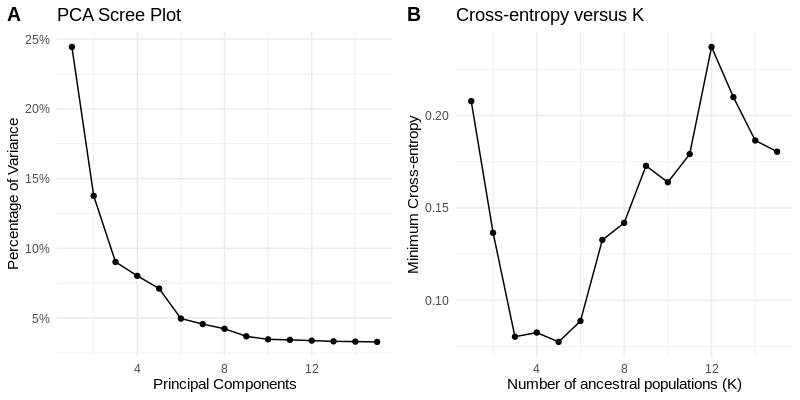 A
PCA Scree Plot
Percentage of Variance
25%
20%
15%
10%
5%
4
8
12
Principal Components
B
Cross-entropy versus K
Minimum Cross-entropy
0.20
0.15
0.10
4
8
12
Number of ancestral populations (K)